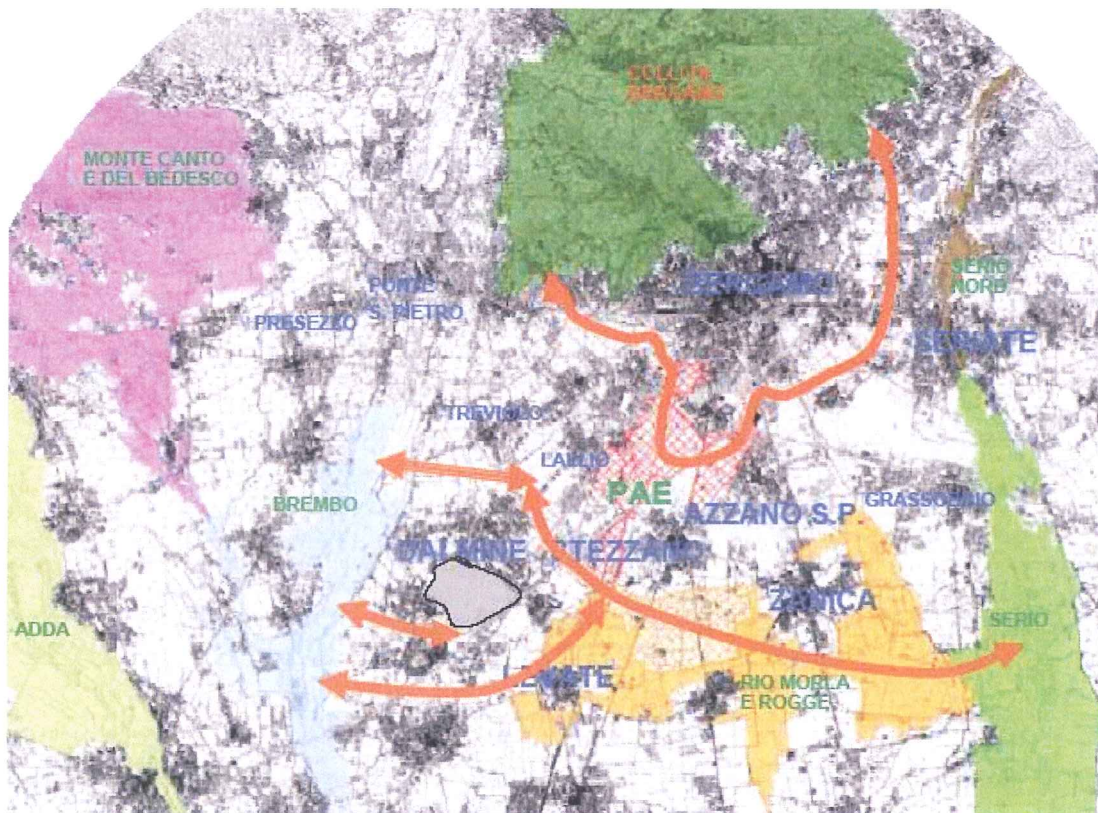 COLLI DI
BERGAMO
MONTE CANTO
E DEL BEDESCO
BERGAMO
SERIO
NORD
PONTE
S. PIETRO
PRESEZZO
SERIATE
TREVIOLO
LALLIO
PAE
BREMBO
AZZANO S.P.
GRASSOBBIO
DALMINE
STEZZANO
ZANICA
ADDA
SERIO
LEVATE
RIO MORLA
E ROGGE